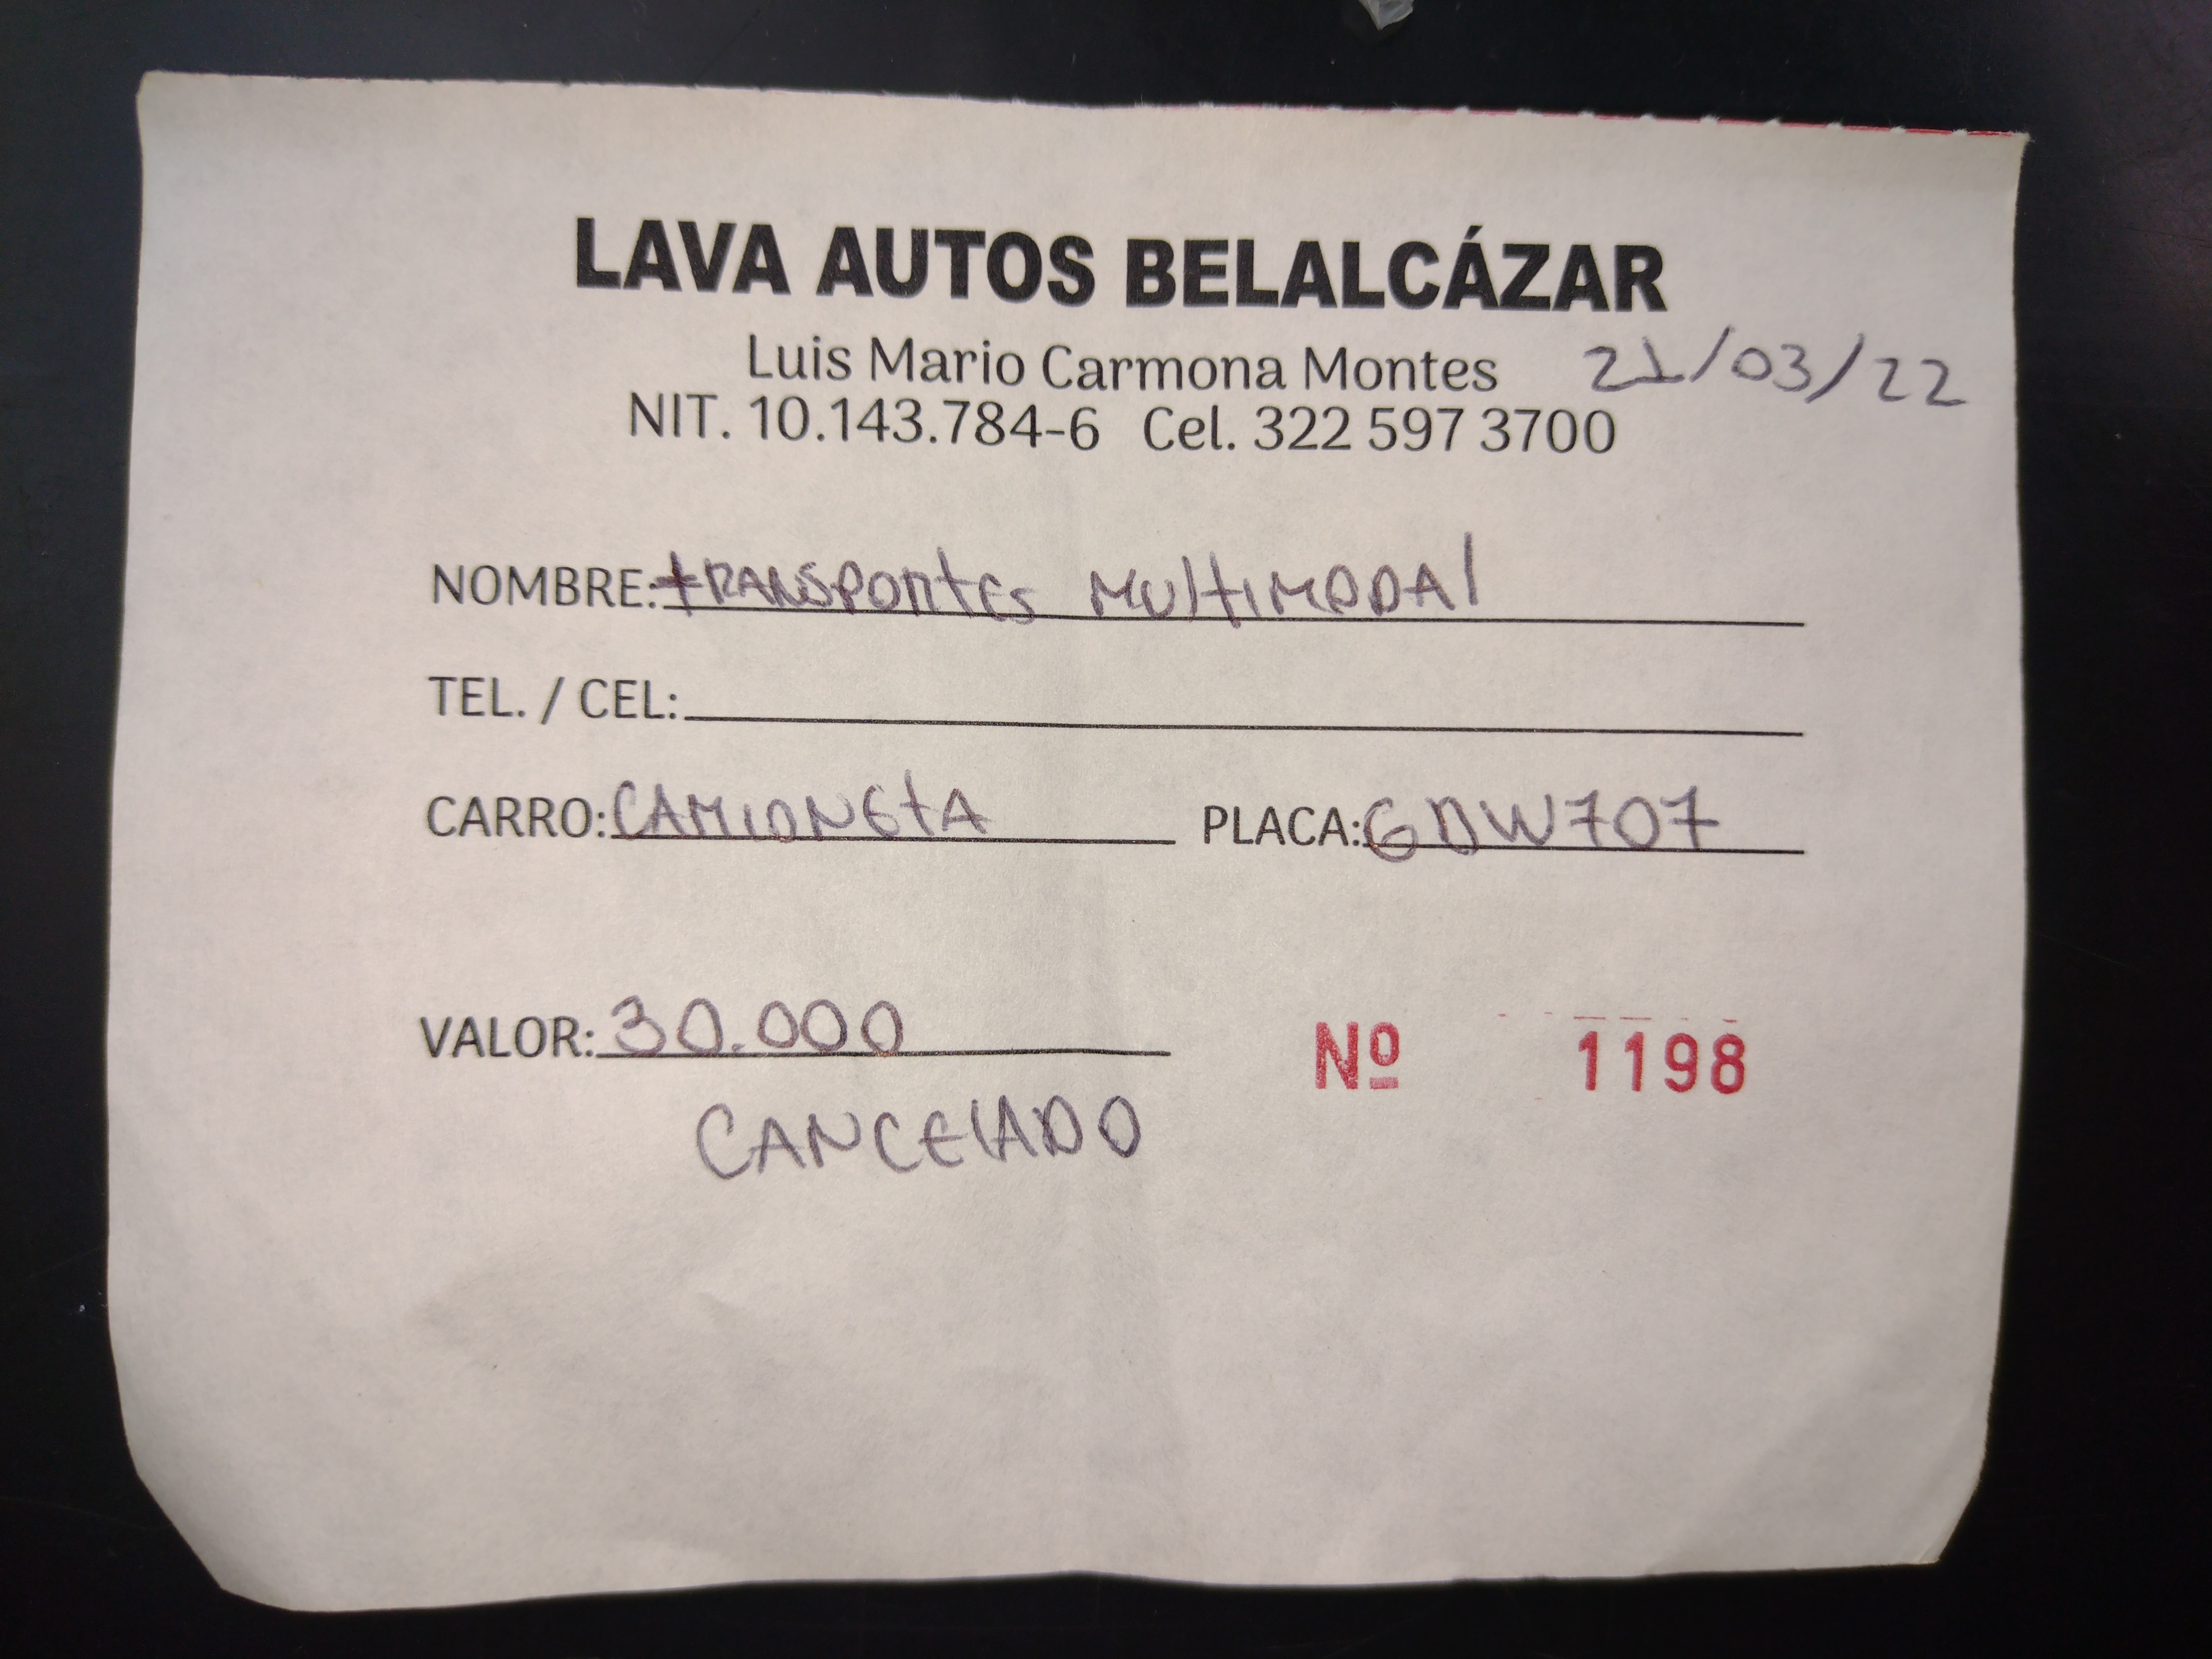 LAVA AUTOS BELALCÁZAR
Luis Mario Carmona Montes 21/03/22
NIT. 10.143.784-6 Cel. 322 597 3700
NOMBRE: tRANSPORtES MUltIMODAl
TEL. / CEL:
CARRO: CAMIONEtA PLACA: GDW707
VALOR: 30.000 Nº 1198
CANCElADO